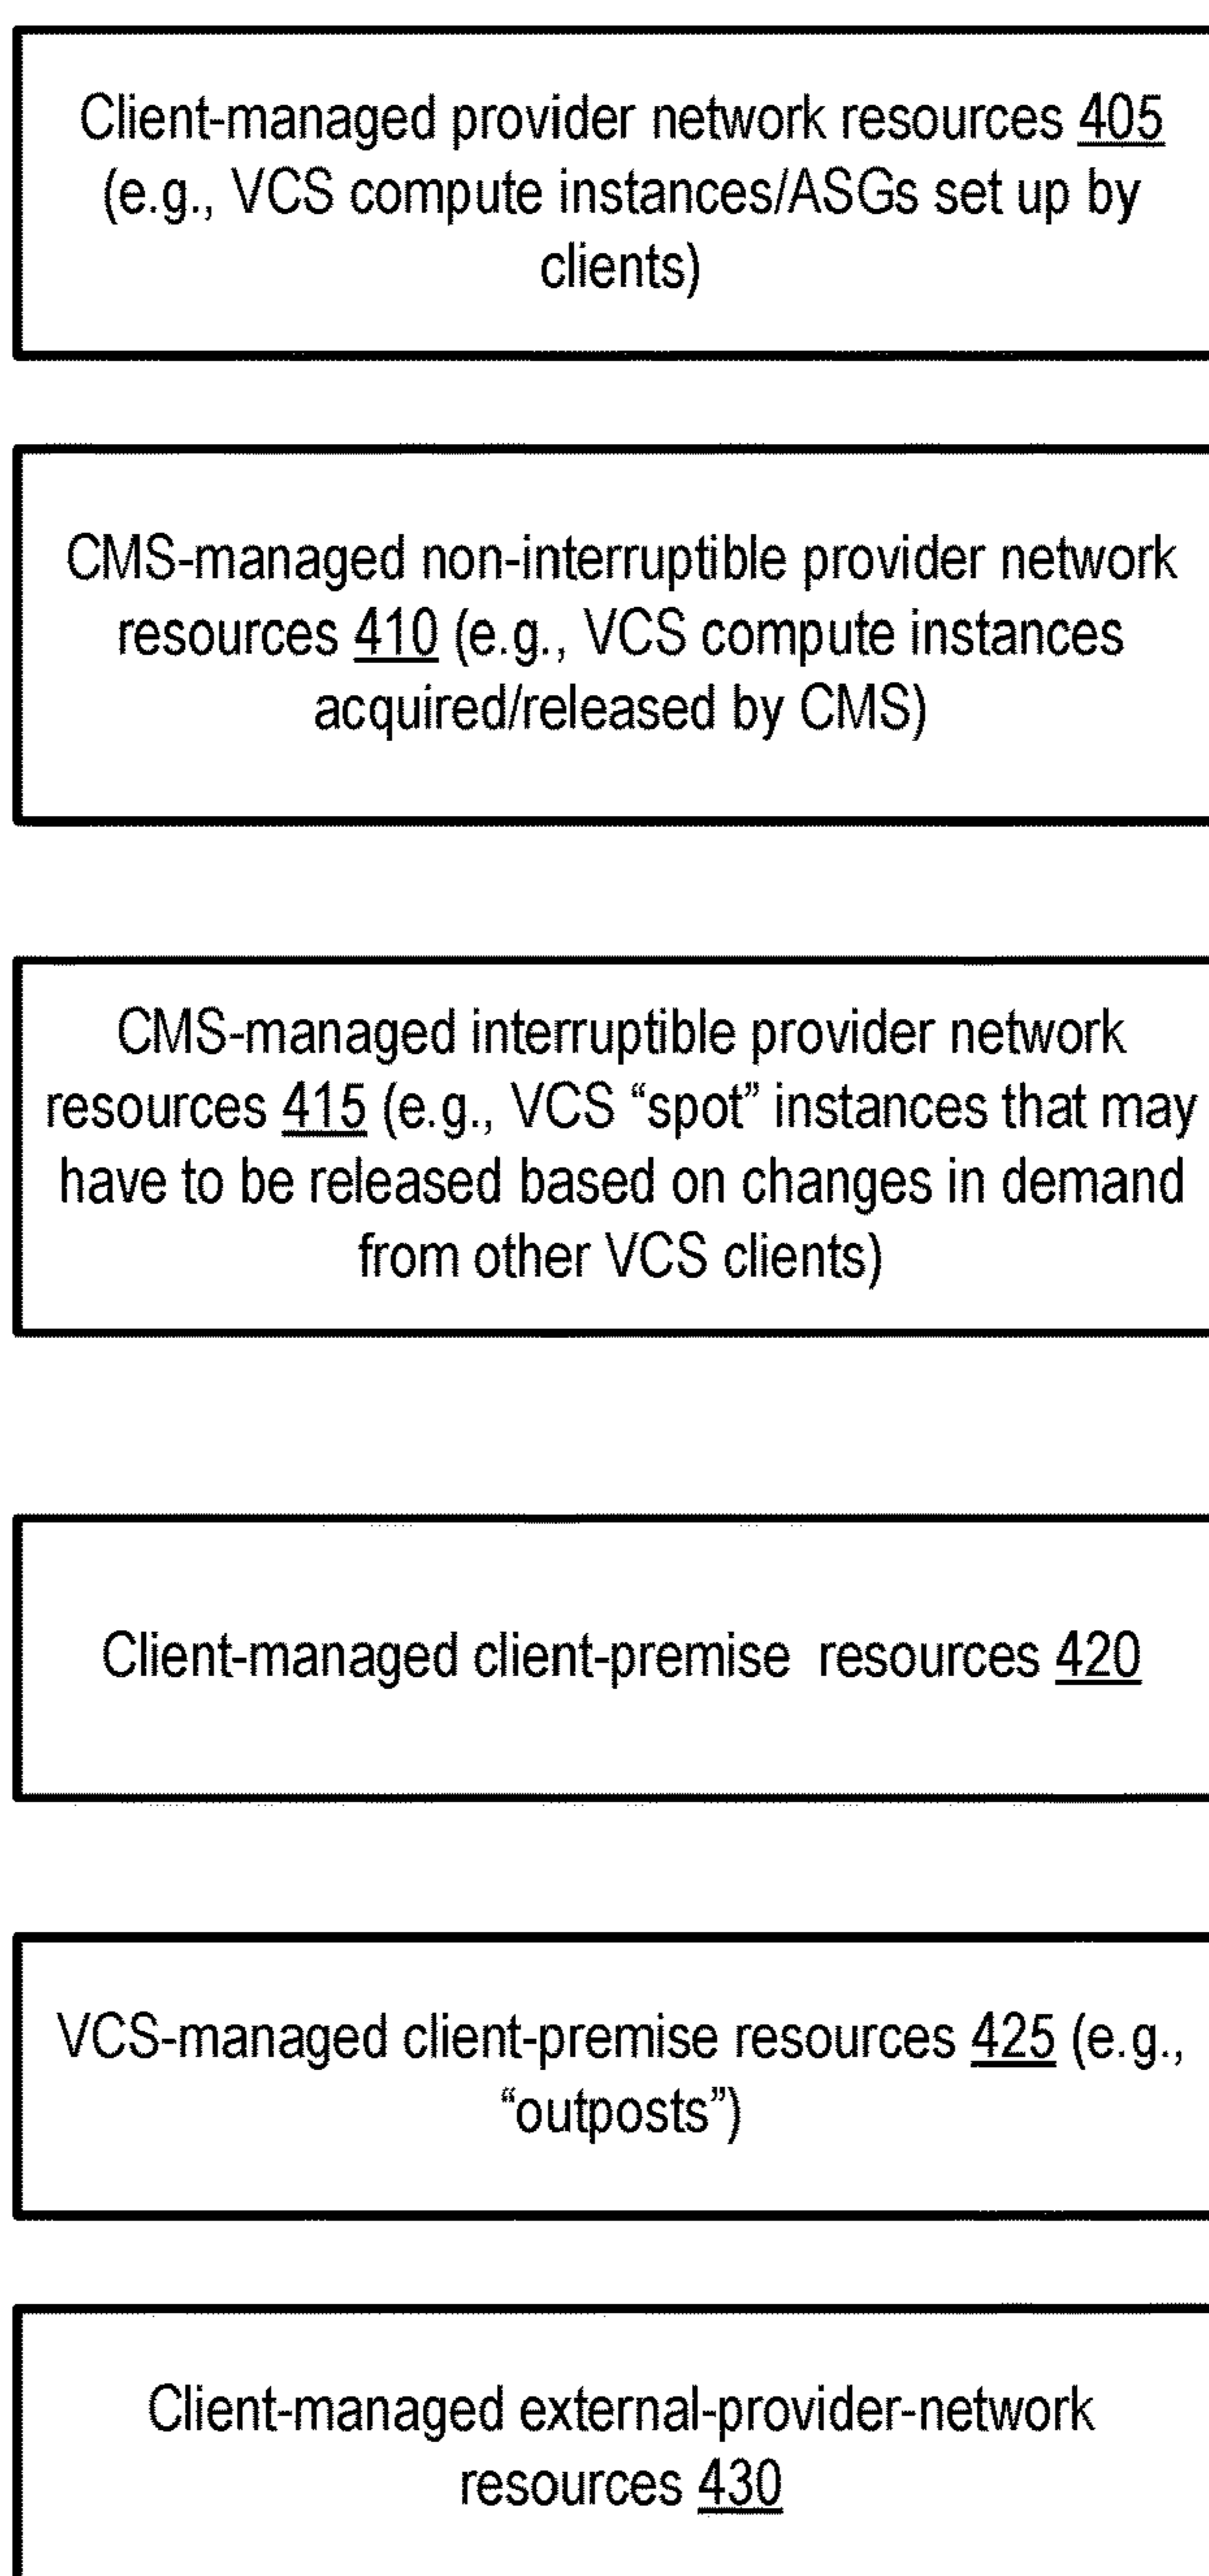 Client-managed provider network resources 405
(e.g., VCS compute instances/ASGs set up by
clients)
CMS-managed non-interruptible provider network
resources 410 (e.g., VCS compute instances
acquired/released by CMS)
CMS-managed interruptible provider network
resources 415 (e.g., VCS “spot” instances that may
have to be released based on changes in demand
from other VCS clients)
Client-managed client-premise resources 420
VCS-managed client-premise resources 425 (e.g.,
“outposts”)
Client-managed external-provider-network
resources 430